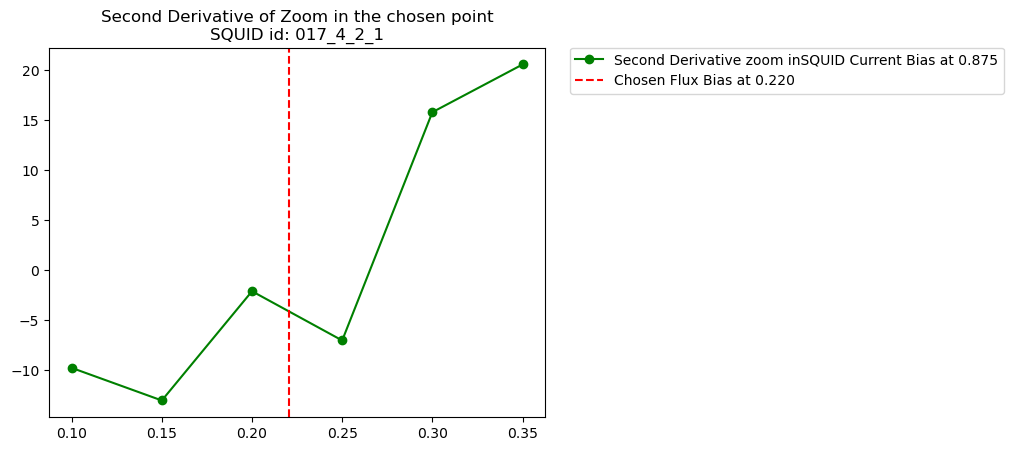 Second Derivative of Zoom in the chosen point
SQUID id: 017_4_2_1
Second Derivative zoom inSQUID Current Bias at 0.875
Chosen Flux Bias at 0.220
20
15
10
5
0
−5
−10
0.10 0.15 0.20 0.25 0.30 0.35